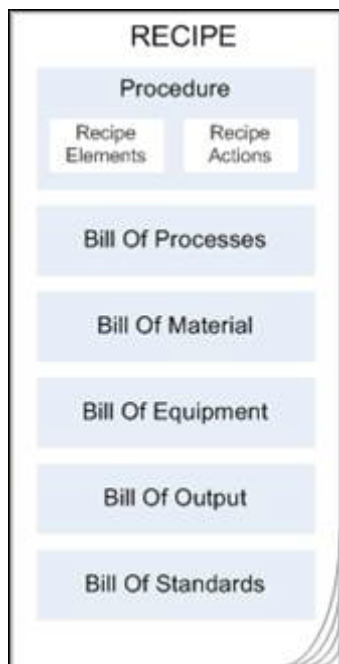 RECIPE
Procedure
Recipe Elements
Recipe Actions
Bill Of Processes
Bill Of Material
Bill Of Equipment
Bill Of Output
Bill Of Standards